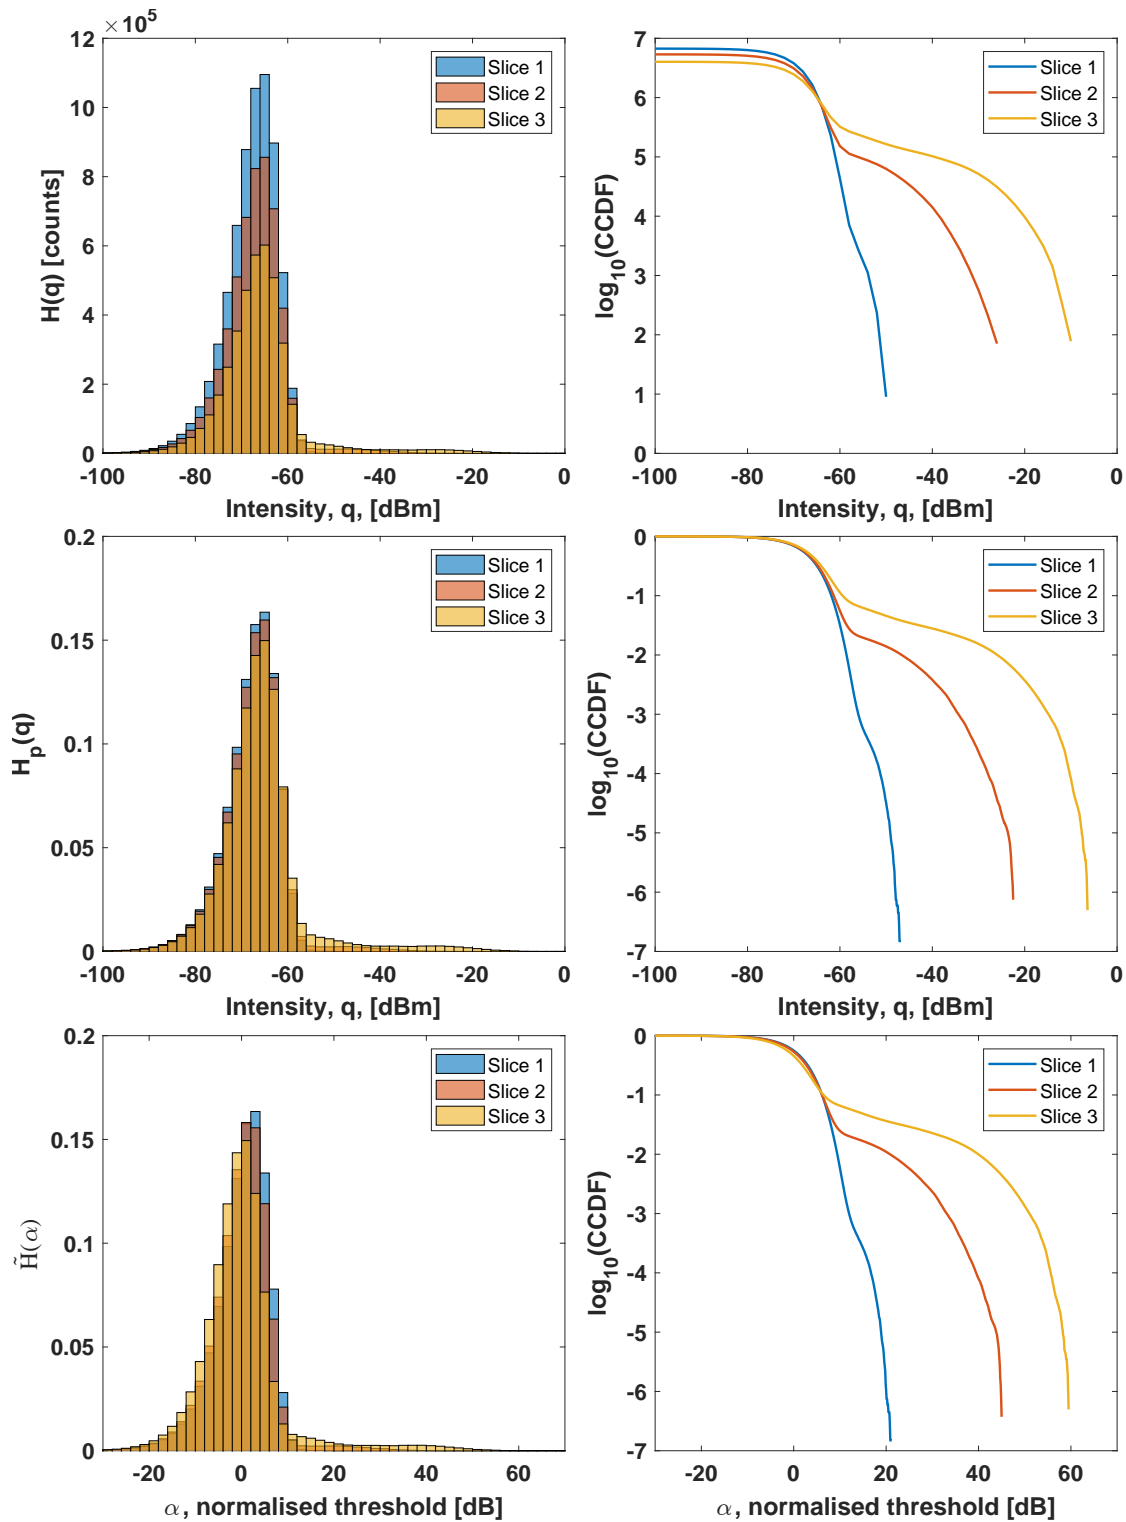 ×10⁵
12
10
8
6
4
2
0
-100 -80 -60 -40 -20 0
H(q) [counts]
Intensity, q, [dBm]
Slice 1
Slice 2
Slice 3
7
6
5
4
3
2
1
0
-100 -80 -60 -40 -20 0
log₁₀(CCDF)
Intensity, q, [dBm]
Slice 1
Slice 2
Slice 3
0.2
0.15
0.1
0.05
0
-100 -80 -60 -40 -20 0
Hₚ(q)
Intensity, q, [dBm]
Slice 1
Slice 2
Slice 3
0
-1
-2
-3
-4
-5
-6
-7
-100 -80 -60 -40 -20 0
log₁₀(CCDF)
Intensity, q, [dBm]
Slice 1
Slice 2
Slice 3
0.2
0.15
0.1
0.05
0
-20 0 20 40 60
H̃(α)
α, normalised threshold [dB]
Slice 1
Slice 2
Slice 3
0
-1
-2
-3
-4
-5
-6
-7
-20 0 20 40 60
log₁₀(CCDF)
α, normalised threshold [dB]
Slice 1
Slice 2
Slice 3